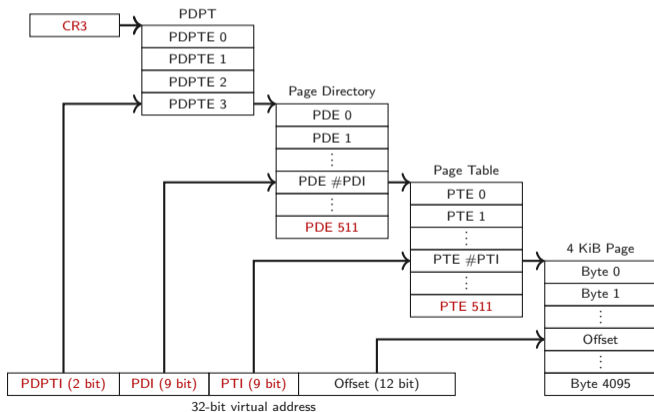 PDPT
CR3
PDPTE 0
PDPTE 1
PDPTE 2
PDPTE 3
Page Directory
PDE 0
PDE 1
⋮
PDE #PDI
⋮
PDE 511
Page Table
PTE 0
PTE 1
⋮
PTE #PTI
⋮
PTE 511
4 KiB Page
Byte 0
Byte 1
⋮
Offset
⋮
Byte 4095
PDPTI (2 bit) PDI (9 bit) PTI (9 bit) Offset (12 bit)
32-bit virtual address